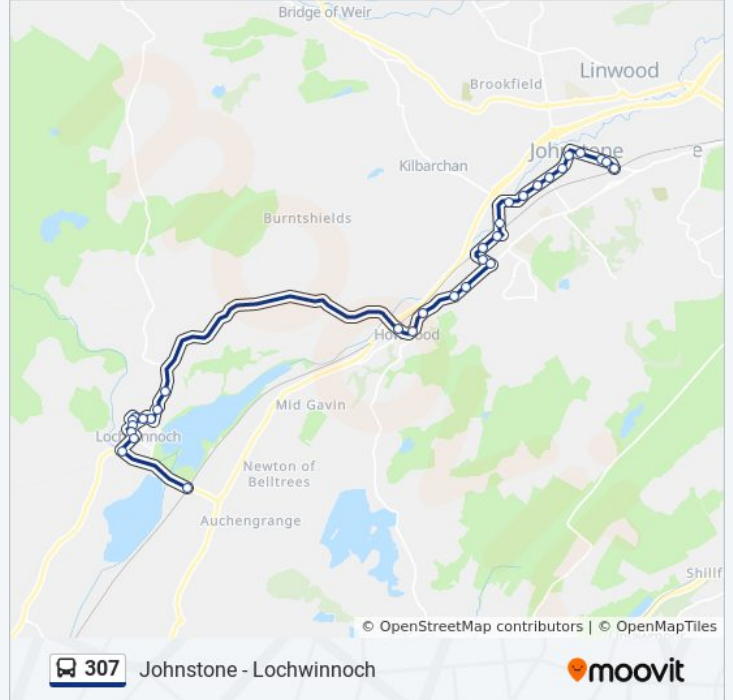 Bridge of Weir
Linwood
Brookfield
Johnstone
e
Kilbarchan
Burntshields
Howwood
Mid Gavin
Lochwinnoch
Newton of
Belltrees
Auchengrange
Shillf
© OpenStreetMap contributors | © OpenMapTiles
307 Johnstone - Lochwinnoch
moovit